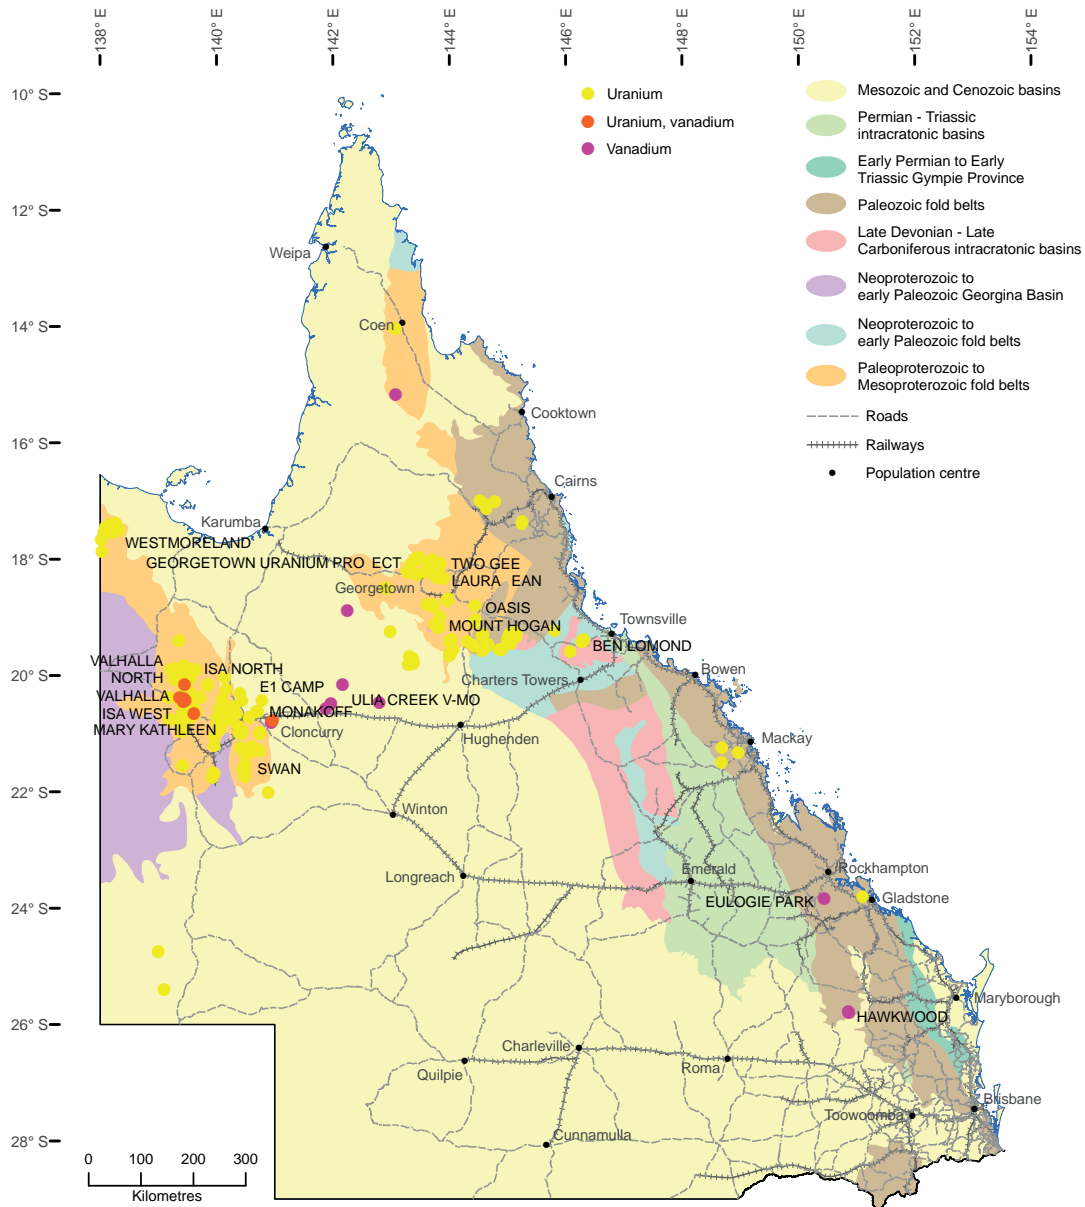 138° E
140° E
142° E
144° E
146° E
148° E
150° E
152° E
154° E
10° S
12° S
14° S
16° S
18° S
20° S
22° S
24° S
26° S
28° S
Uranium
Uranium, vanadium
Vanadium
Mesozoic and Cenozoic basins
Permian - Triassic
intracratonic basins
Early Permian to Early
Triassic Gympie Province
Paleozoic fold belts
Late Devonian - Late
Carboniferous intracatonic basins
Neoproterozoic to
early Paleozoic Georgina Basin
Neoproterozoic to
early Paleozoic fold belts
Paleoproterozoic to
Mesoproterozoic fold belts
Roads
Railways
Population centre
Weipa
Coen
Cooktown
Cairns
Karumba
WESTMORELAND
GEORGETOWN URANIUM PRO ECT
TWO GEE
LAURA EAN
Georgetown
OASIS
MOUNT HOGAN
Townsville
BEN LOMOND
VALHALLA
NORTH
ISA NORTH
Charters Towers
Bowen
VALHALLA
E1 CAMP
ULIA CREEK V-MO
ISA WEST
MONAKOFF
MARY KATHLEEN
Cloncurry
Hughenden
Mackay
SWAN
Winton
Longreach
Emerald
Rockhampton
EULOGIE PARK
Gladstone
Maryborough
HAWKWOOD
Charleville
Quilpie
Roma
Brisbane
Toowoomba
Cunnamulla
0 100 200 300
Kilometres